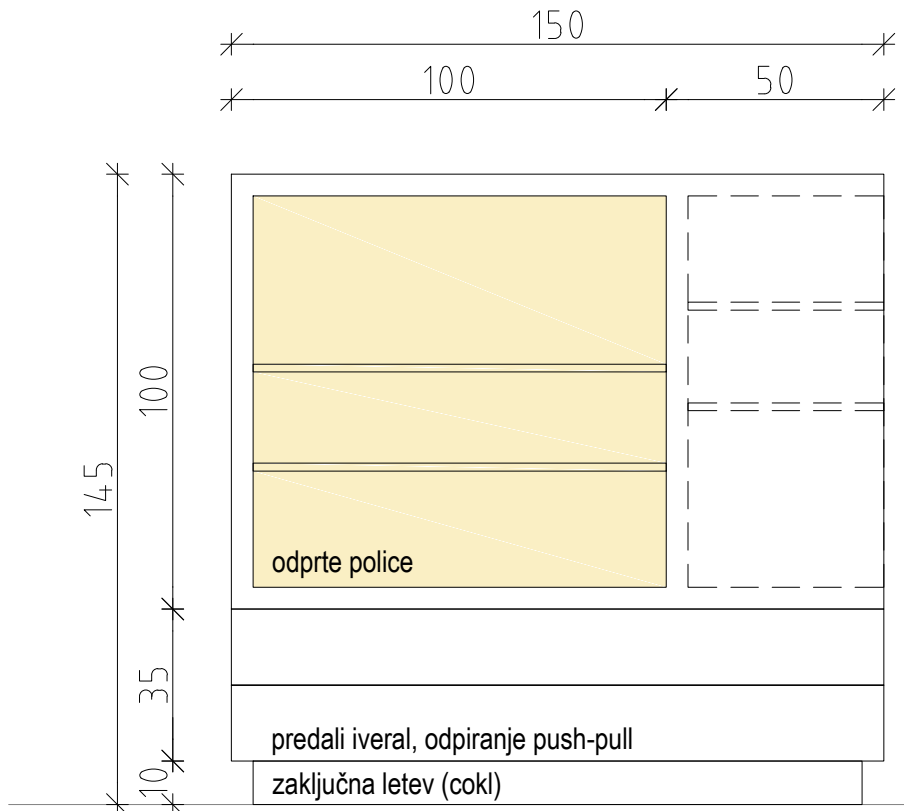 150
100
50
145
100
odprte police
35
predali iveral, odpiranje push-pull
10
zaključna letev (cokl)